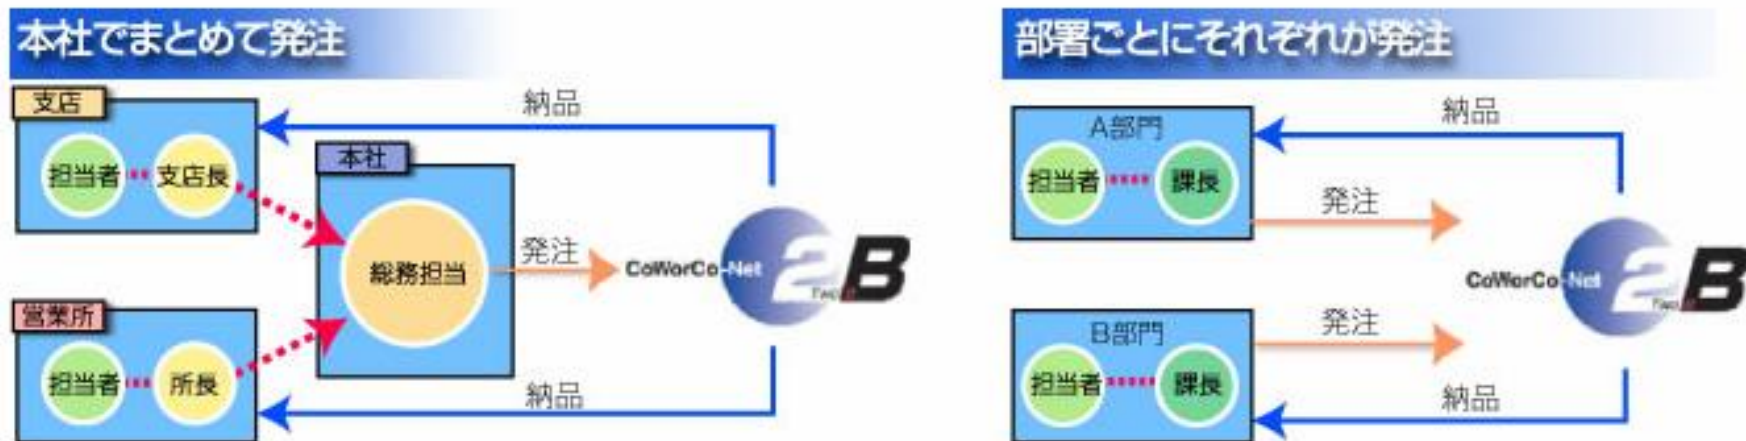 本社でまとめて発注
支店
担当者
支店長
営業所
担当者
所長
本社
総務担当
納品
発注
納品
CoWorCo-Net
2B
部署ごとにそれぞれが発注
A部門
担当者
課長
B部門
担当者
課長
納品
発注
発注
納品
CoWorCo-Net
2B